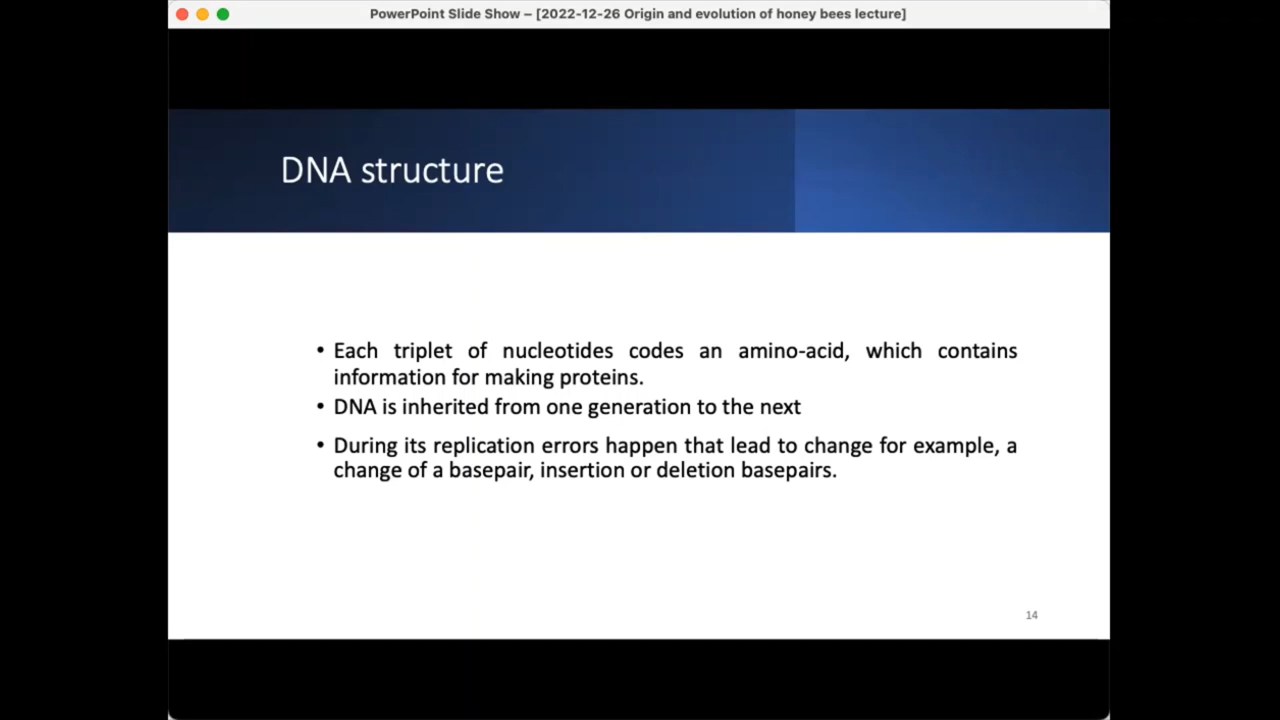 PowerPoint Slide Show – [2022-12-26 Origin and evolution of honey bees lecture]
DNA structure
• Each triplet of nucleotides codes an amino-acid, which contains
information for making proteins.
• DNA is inherited from one generation to the next
• During its replication errors happen that lead to change for example, a
change of a basepair, insertion or deletion basepairs.
14